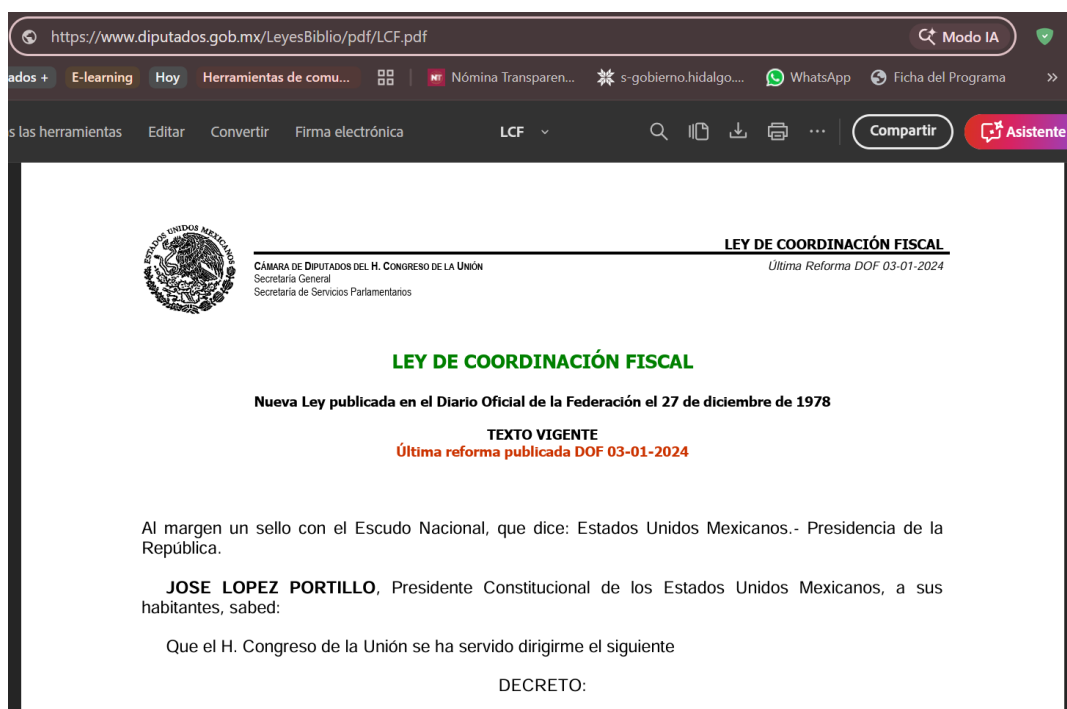 https://www.diputados.gob.mx/LeyesBiblio/pdf/LCF.pdf Modo IA
ados + E-learning Hoy Herramientas de comu... Nómina Transparen... s-gobierno.hidalgo.... WhatsApp Ficha del Programa »
s las herramientas Editar Convertir Firma electrónica LCF ... Compartir Asistente
ESTADOS UNIDOS MEXICANOS
LEY DE COORDINACIÓN FISCAL
CÁMARA DE DIPUTADOS DEL H. CONGRESO DE LA UNIÓN Última Reforma DOF 03-01-2024
Secretaría General
Secretaría de Servicios Parlamentarios
LEY DE COORDINACIÓN FISCAL
Nueva Ley publicada en el Diario Oficial de la Federación el 27 de diciembre de 1978
TEXTO VIGENTE
Última reforma publicada DOF 03-01-2024
Al margen un sello con el Escudo Nacional, que dice: Estados Unidos Mexicanos.- Presidencia de la
República.
JOSE LOPEZ PORTILLO, Presidente Constitucional de los Estados Unidos Mexicanos, a sus
habitantes, sabed:
Que el H. Congreso de la Unión se ha servido dirigirme el siguiente
DECRETO: